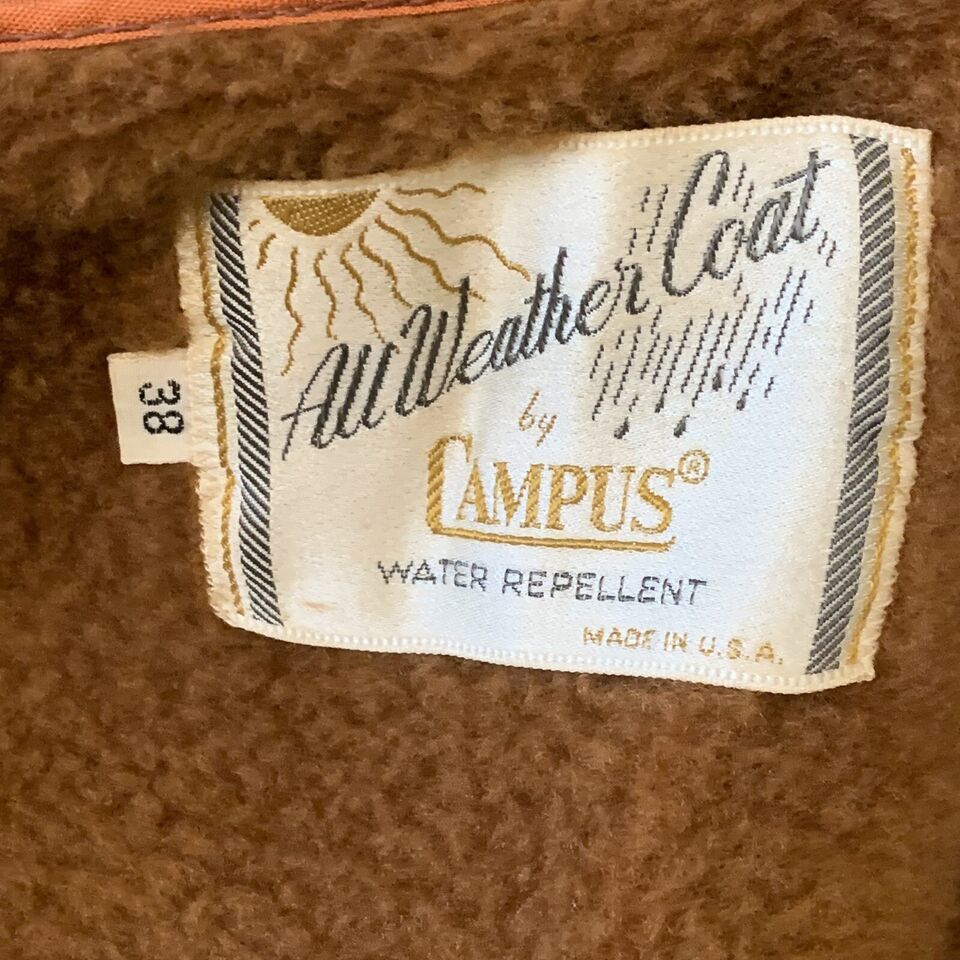 All Weather Coat
by
CAMPUS®
WATER REPELLENT
MADE IN U.S.A.
38